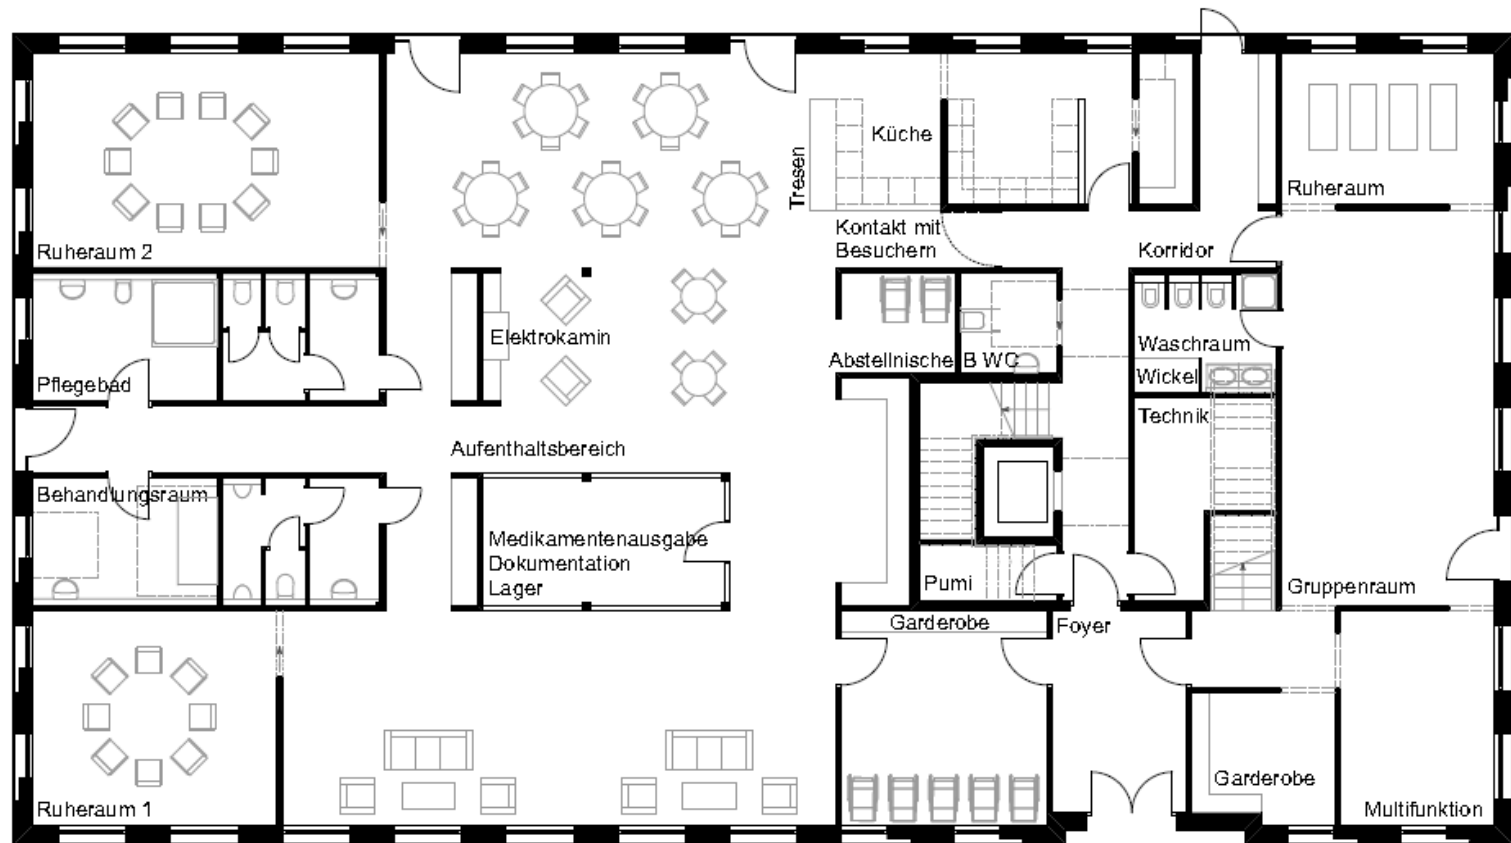 Küche
Tresen
Ruheraum
Kontakt mit
Besuchern
Korridor
Ruheraum 2
Elektrokamin
Abstellnische
B WC
Waschraum
Wickel
Pflegebad
Technik
Aufenthaltsbereich
Behandlungsraum
Medikamentenausgabe
Dokumentation
Lager
Pumi
Gruppenraum
Garderobe
Foyer
Garderobe
Ruheraum 1
Multifunktion